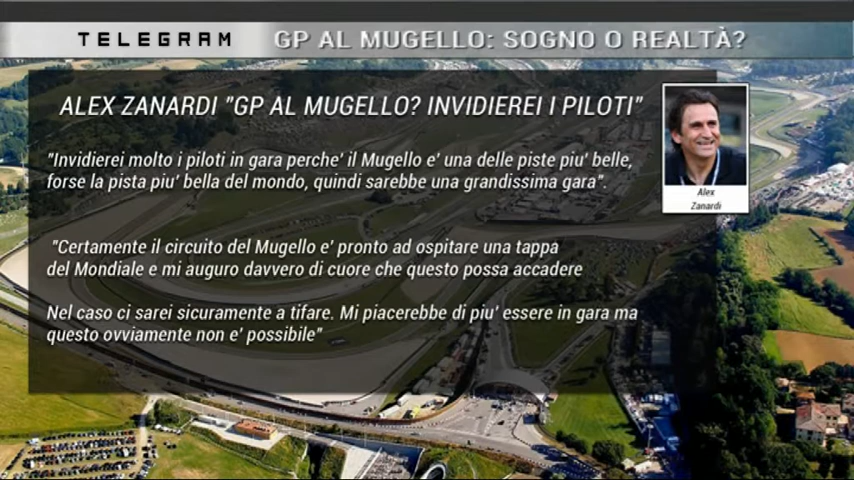 TELEGRAM GP AL MUGELLO: SOGNO O REALTÀ?
ALEX ZANARDI "GP AL MUGELLO? INVIDIEREI I PILOTI"
"Invidierei molto i piloti in gara perche' il Mugello e' una delle piste piu' belle,
forse la pista piu' bella del mondo, quindi sarebbe una grandissima gara".
Alex
Zanardi
"Certamente il circuito del Mugello e' pronto ad ospitare una tappa
del Mondiale e mi auguro davvero di cuore che questo possa accadere
Nel caso ci sarei sicuramente a tifare. Mi piacerebbe di piu' essere in gara ma
questo ovviamente non e' possibile"